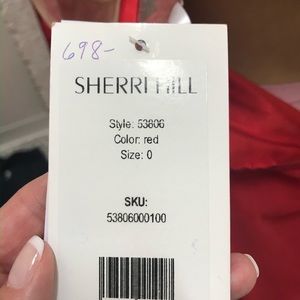 698-
SHERRI HILL
Style: 53806
Color: red
Size: 0
SKU:
53806000100